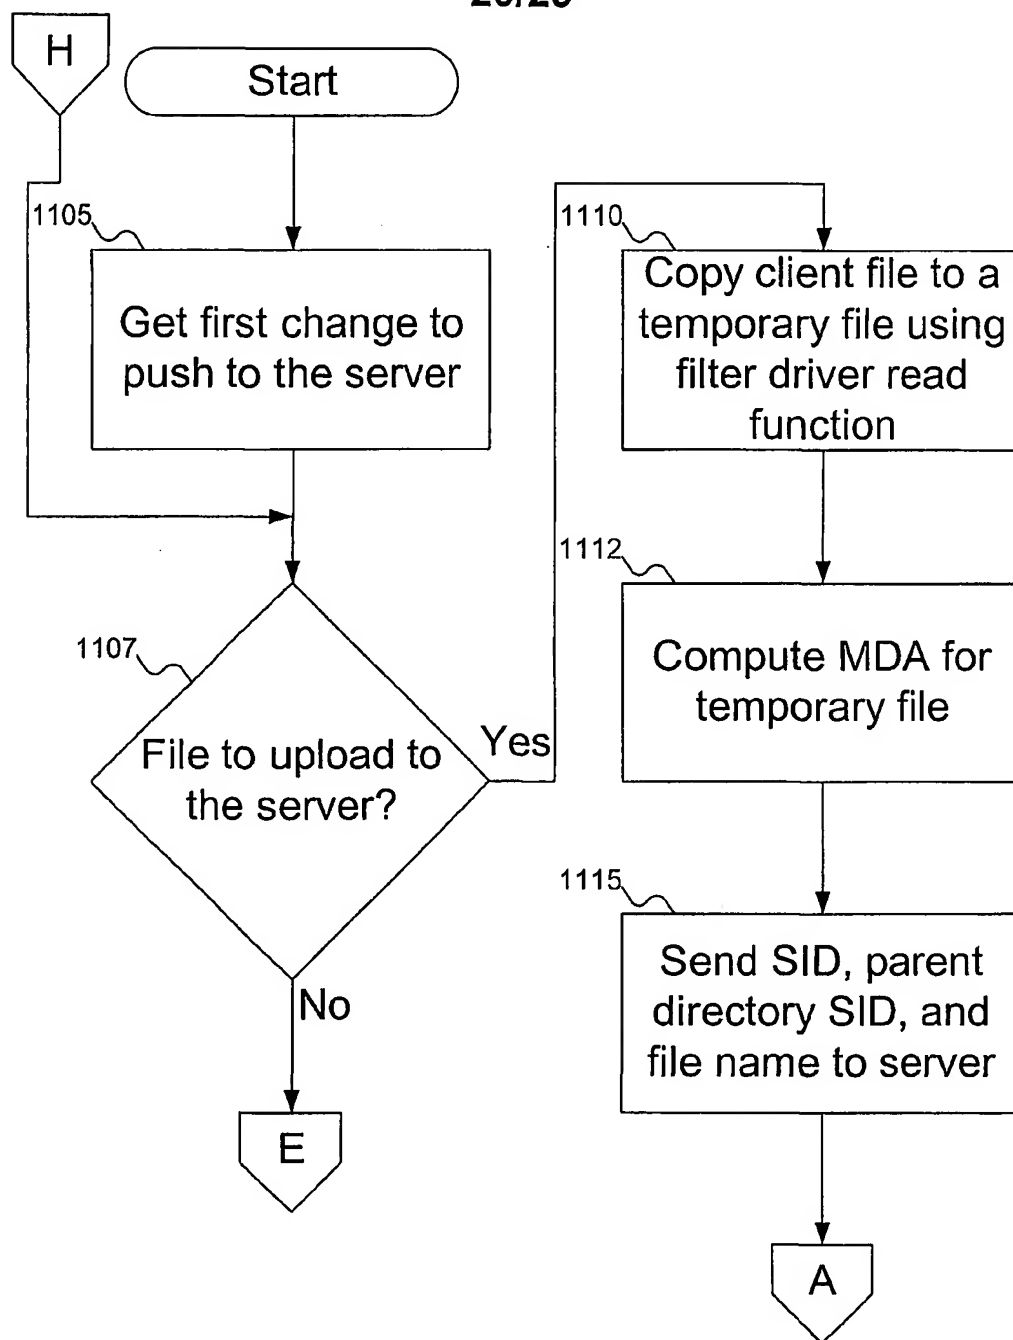 H
Start
1105
Get first change to
push to the server
1107
File to upload to
the server?
Yes
No
E
1110
Copy client file to a
temporary file using
filter driver read
function
1112
Compute MDA for
temporary file
1115
Send SID, parent
directory SID, and
file name to server
A